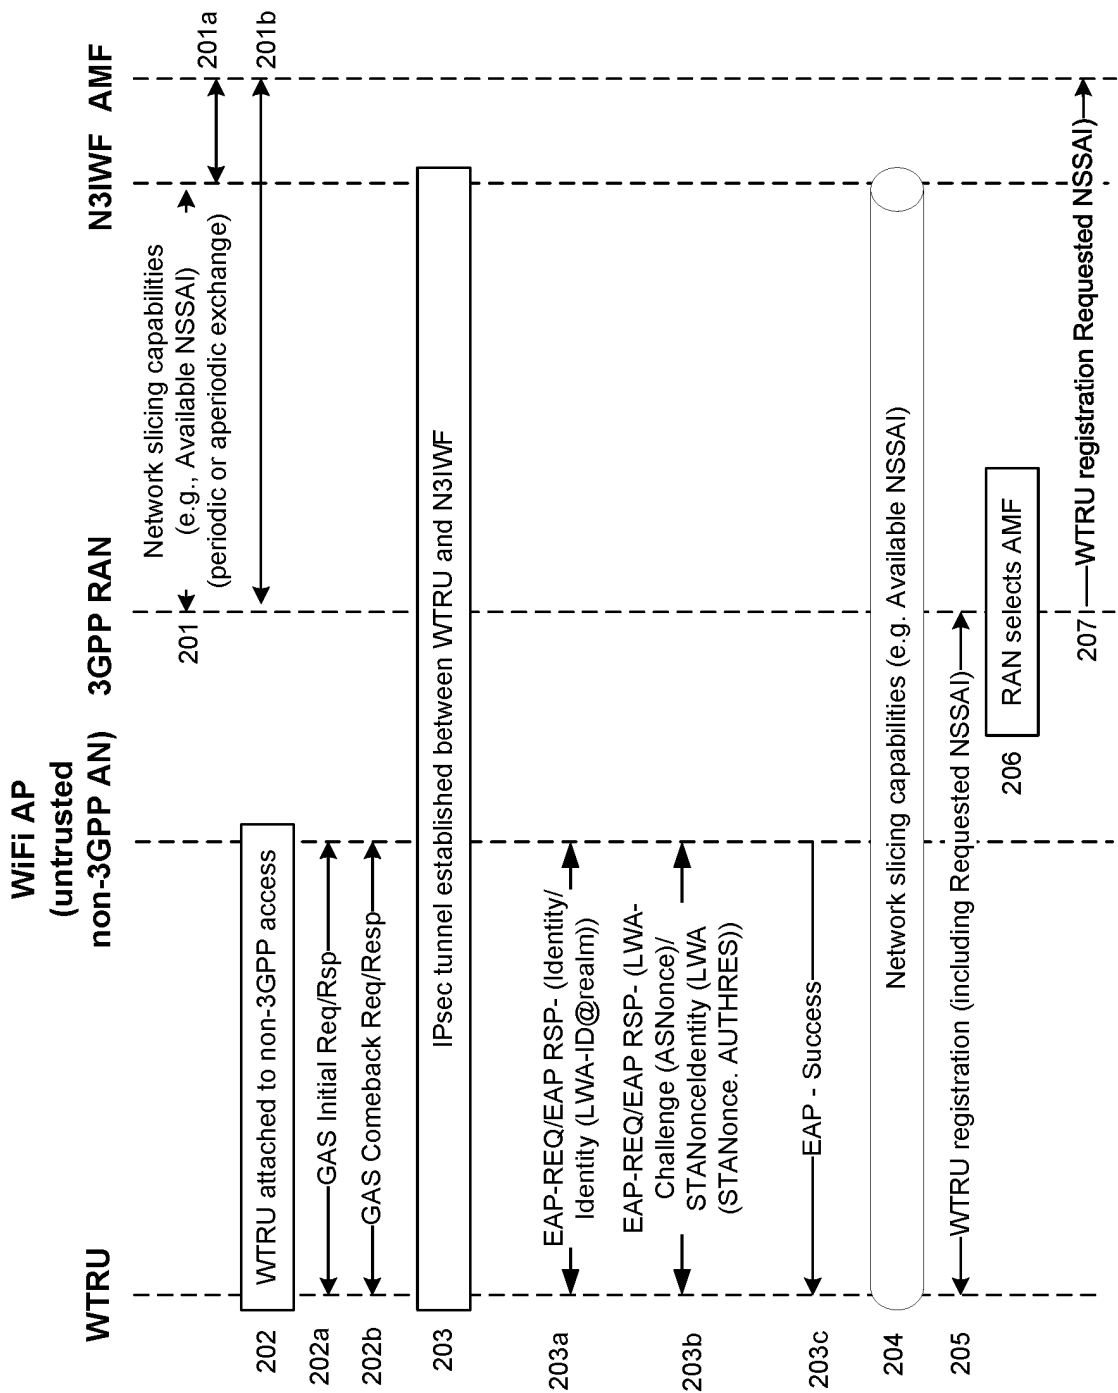 WTRU
WiFi AP
(untrusted
non-3GPP AN)
3GPP RAN
N3IWF
AMF
201
Network slicing capabilities
(e.g., Available NSSAI)
(periodic or aperiodic exchange)
201a
201b
202
WTRU attached to non-3GPP access
202a
GAS Initial Req/Rsp
202b
GAS Comeback Req/Resp
203
IPsec tunnel established between WTRU and N3IWF
203a
EAP-REQ/EAP RSP- (Identity/
Identity (LWA-ID@realm))
203b
EAP-REQ/EAP RSP- (LWA-
Challenge (ASNonce)/
STANonceIdentity (LWA
(STANonce. AUTHRES))
203c
EAP - Success
204
Network slicing capabilities (e.g. Available NSSAI)
205
WTRU registration (including Requested NSSAI)
206
RAN selects AMF
207
WTRU registration Requested NSSAI)